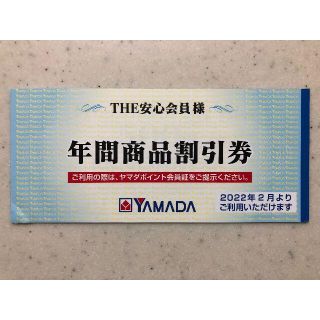 THE安心会員様
年間商品割引券
ご利用の際は、ヤマダポイント会員証をご提示ください。
YAMADA
2022年2月より
ご利用いただけます